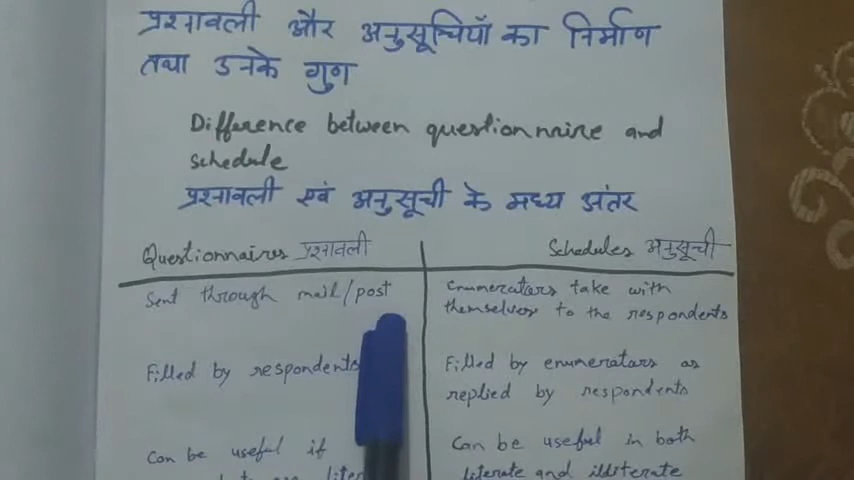 प्रश्नावली और अनुसूचियों का निर्माण
तथा उनके गुण
Difference between questionnaire and
schedule
प्रश्नावली एवं अनुसूची के मध्य अंतर
Questionnaires प्रश्नावली
Schedules अनुसूची
Sent through mail/post
Enumerators take with
themselves to the respondents
Filled by respondents
Filled by enumerators as
replied by respondents
Can be useful if
Can be useful in both
literate and illiterate